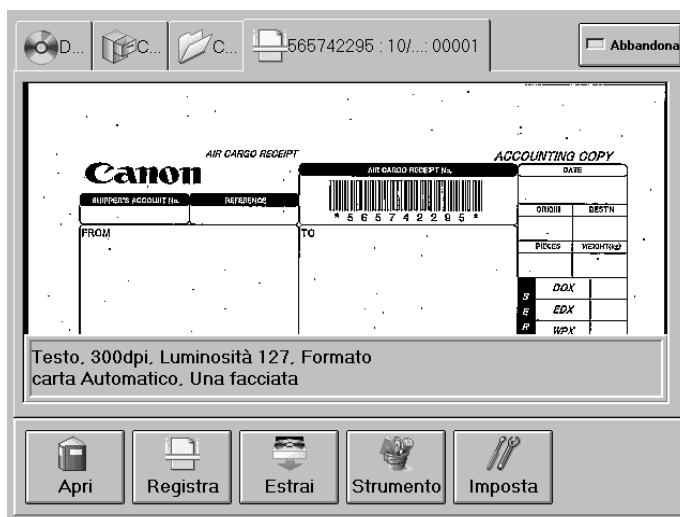 D... C... C... 565742295 : 10/...: 00001 Abbandona
AIR CARGO RECEIPT ACCOUNTING COPY
Canon
AIR CARGO RECEIPT No. DATE
SHIPPER'S ACCOUNT No. REFERENCE
ORIGIN DEST'N
* 5 6 5 7 4 2 2 9 5 *
FROM TO
PIECES WEIGHT(kg)
DOX
S
E EDX
R WPX
Testo, 300dpi, Luminosità 127, Formato
carta Automatico, Una facciata
Apri Registra Estrai Strumento Imposta